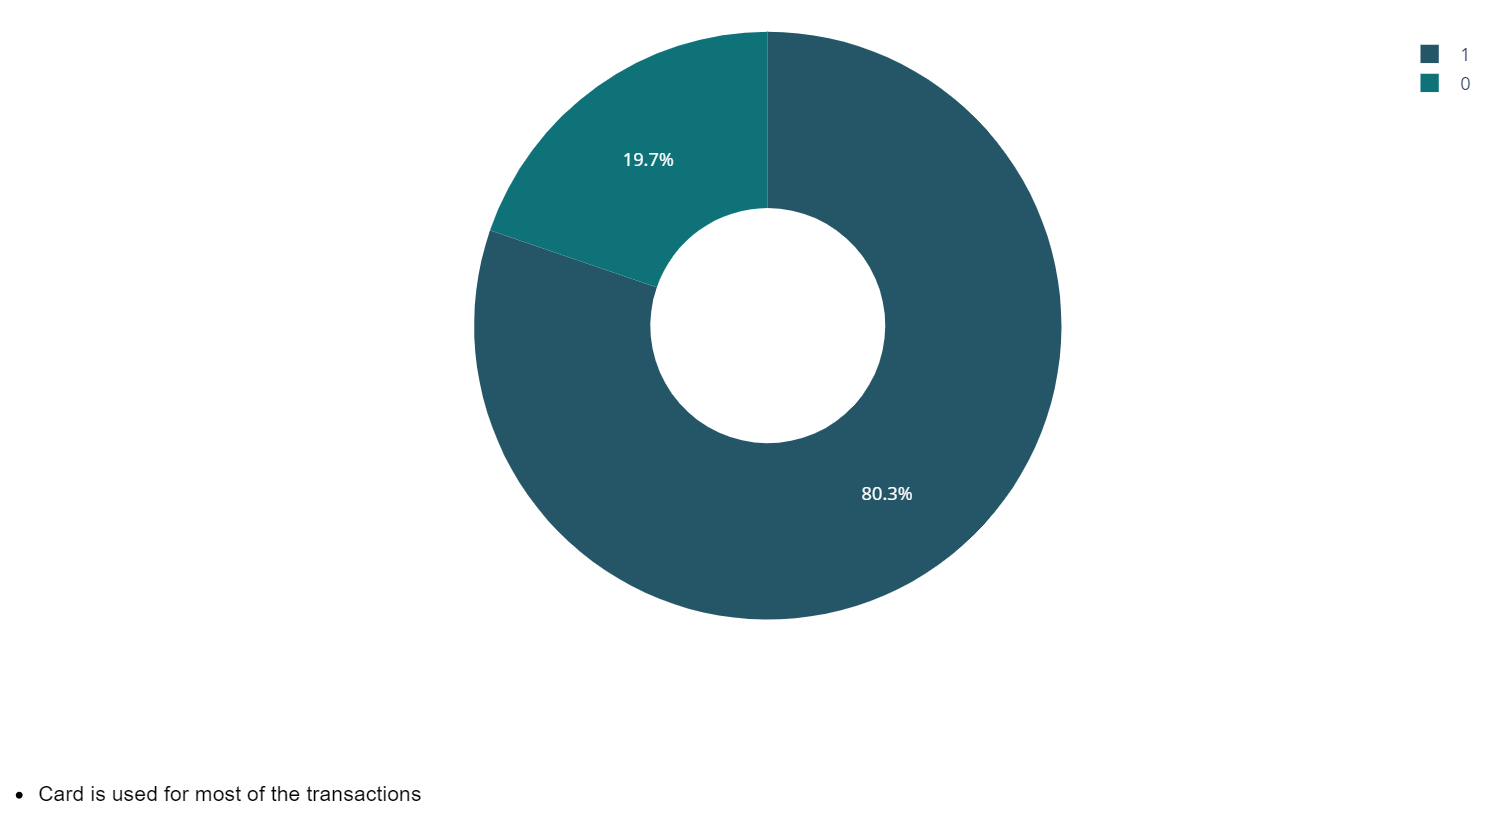 1
0
19.7%
80.3%
• Card is used for most of the transactions